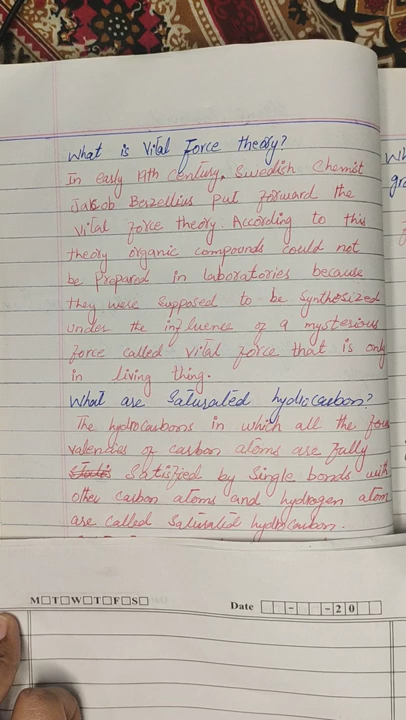 What is Vital Force theory?
In early 19th Century, Swedish Chemist
Jakob Berzellius put forward the
vital force theory. According to this
theory organic compounds could not
be prepared in laboratories because
they were supposed to be synthesized
under the influence of a mysterious
force called vital force that is only
in living thing.
What are Saturated hydrocarbon?
The hydrocarbons in which all the four
valencies of carbon atoms are fully
satisfied by single bonds with
other carbon atoms and hydrogen atom
are called saturated hydrocarbon.
M T W T F S
Date - - 20